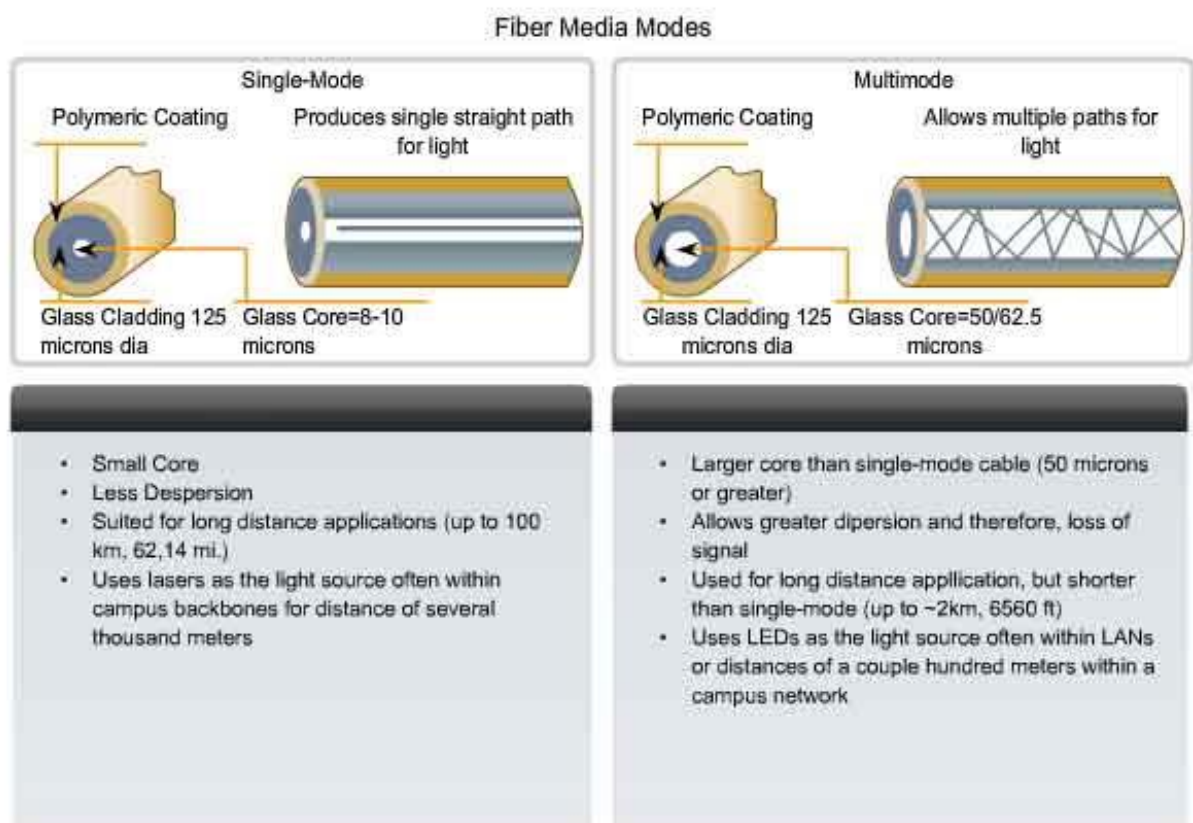 Fiber Media Modes
Single-Mode
Polymeric Coating
Produces single straight path
for light
Glass Cladding 125
microns dia
Glass Core=8-10
microns
Multimode
Polymeric Coating
Allows multiple paths for
light
Glass Cladding 125
microns dia
Glass Core=50/62.5
microns
• Small Core
• Less Despersion
• Suited for long distance applications (up to 100
km, 62,14 mi.)
• Uses lasers as the light source often within
campus backbones for distance of several
thousand meters
• Larger core than single-mode cable (50 microns
or greater)
• Allows greater dipersion and therefore, loss of
signal
• Used for long distance appllication, but shorter
than single-mode (up to ~2km, 6560 ft)
• Uses LEDs as the light source often within LANs
or distances of a couple hundred meters within a
campus network